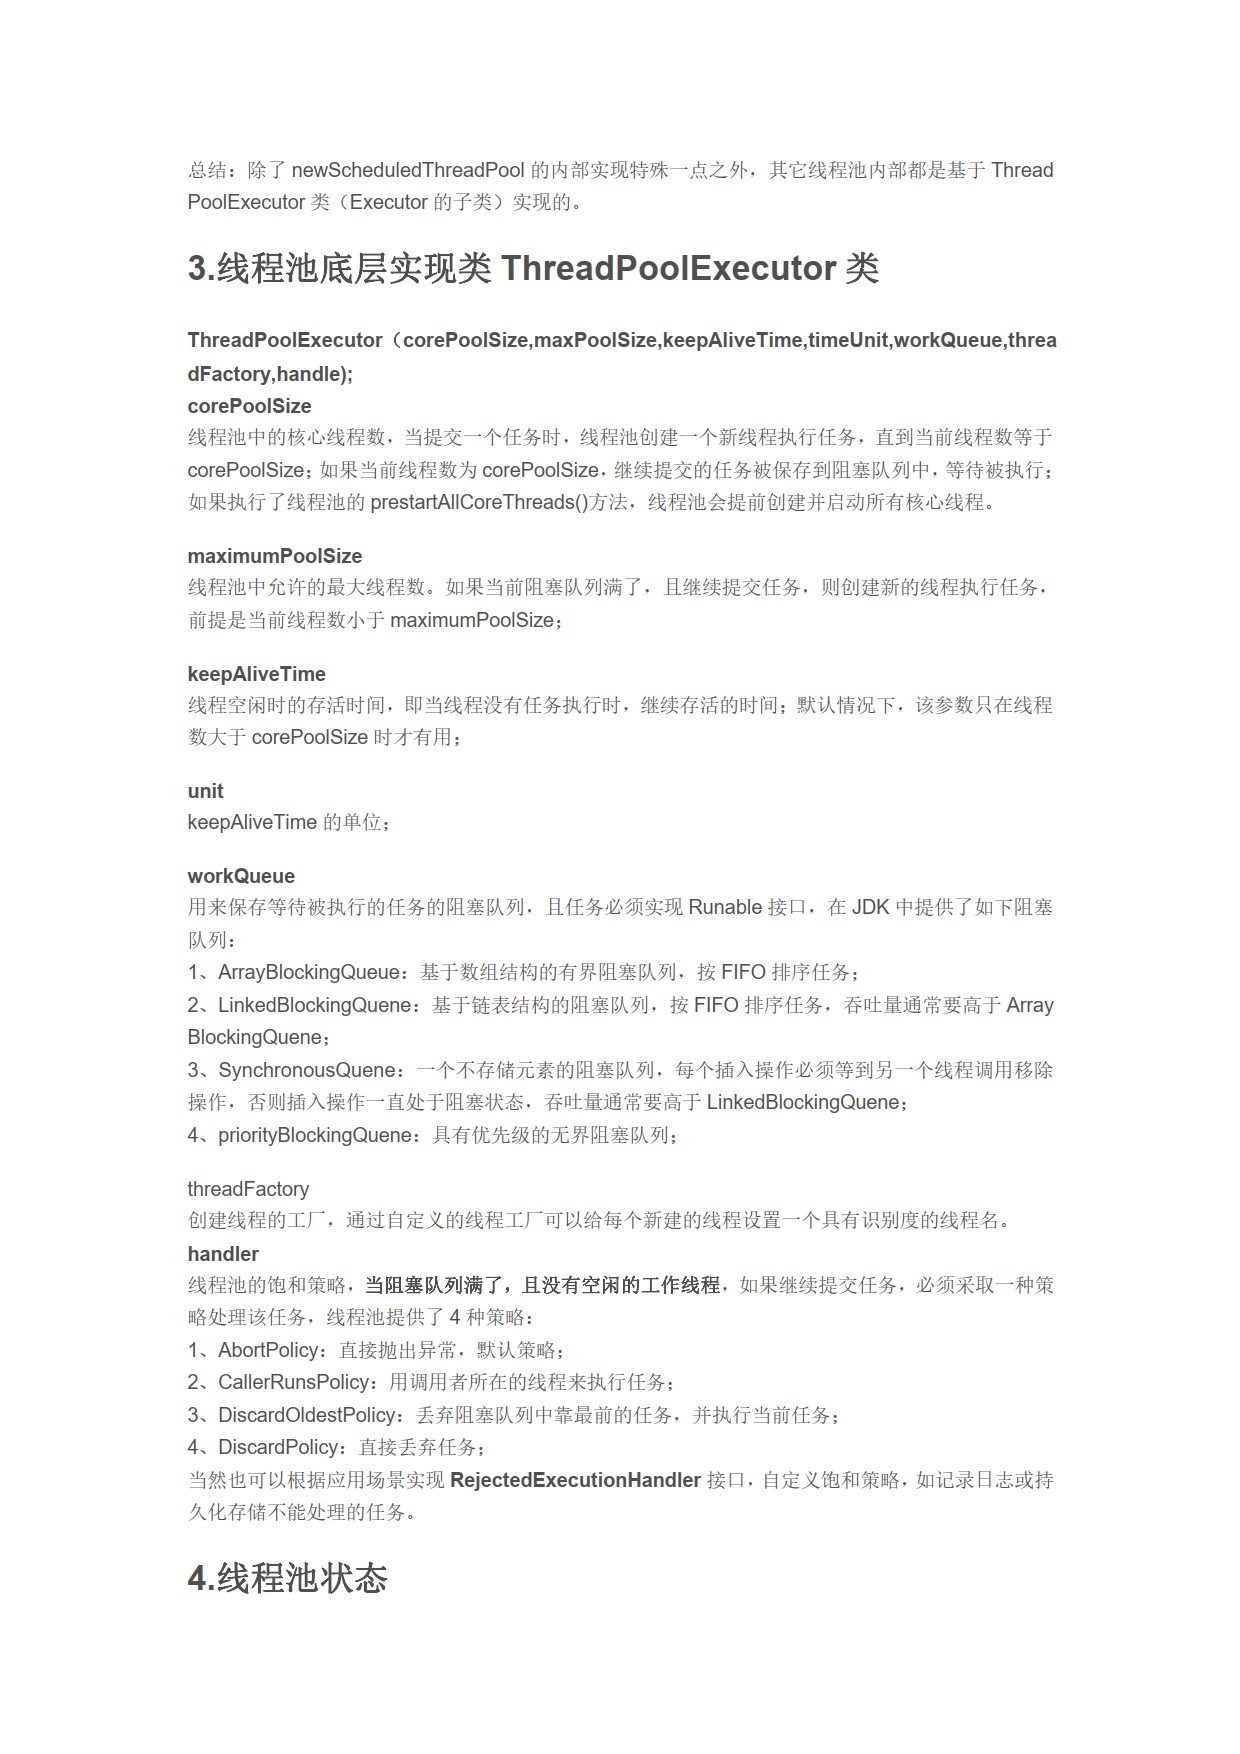 总结：除了 newScheduledThreadPool 的内部实现特殊一点之外，其它线程池内部都是基于 Thread
PoolExecutor 类（Executor 的子类）实现的。
3.线程池底层实现类 ThreadPoolExecutor 类
ThreadPoolExecutor（corePoolSize,maxPoolSize,keepAliveTime,timeUnit,workQueue,threa
dFactory,handle);
corePoolSize
线程池中的核心线程数，当提交一个任务时，线程池创建一个新线程执行任务，直到当前线程数等于
corePoolSize；如果当前线程数为 corePoolSize，继续提交的任务被保存到阻塞队列中，等待被执行；
如果执行了线程池的 prestartAllCoreThreads()方法，线程池会提前创建并启动所有核心线程。
maximumPoolSize
线程池中允许的最大线程数。如果当前阻塞队列满了，且继续提交任务，则创建新的线程执行任务，
前提是当前线程数小于 maximumPoolSize；
keepAliveTime
线程空闲时的存活时间，即当线程没有任务执行时，继续存活的时间；默认情况下，该参数只在线程
数大于 corePoolSize 时才有用；
unit
keepAliveTime 的单位；
workQueue
用来保存等待被执行的任务的阻塞队列，且任务必须实现 Runable 接口，在 JDK 中提供了如下阻塞
队列：
1、ArrayBlockingQueue：基于数组结构的有界阻塞队列，按 FIFO 排序任务；
2、LinkedBlockingQuene：基于链表结构的阻塞队列，按 FIFO 排序任务，吞吐量通常要高于 Array
BlockingQuene；
3、SynchronousQuene：一个不存储元素的阻塞队列，每个插入操作必须等到另一个线程调用移除
操作，否则插入操作一直处于阻塞状态，吞吐量通常要高于 LinkedBlockingQuene；
4、priorityBlockingQuene：具有优先级的无界阻塞队列；
threadFactory
创建线程的工厂，通过自定义的线程工厂可以给每个新建的线程设置一个具有识别度的线程名。
handler
线程池的饱和策略，当阻塞队列满了，且没有空闲的工作线程，如果继续提交任务，必须采取一种策
略处理该任务，线程池提供了 4 种策略：
1、AbortPolicy：直接抛出异常，默认策略；
2、CallerRunsPolicy：用调用者所在的线程来执行任务；
3、DiscardOldestPolicy：丢弃阻塞队列中靠最前的任务，并执行当前任务；
4、DiscardPolicy：直接丢弃任务；
当然也可以根据应用场景实现 RejectedExecutionHandler 接口，自定义饱和策略，如记录日志或持
久化存储不能处理的任务。
4.线程池状态